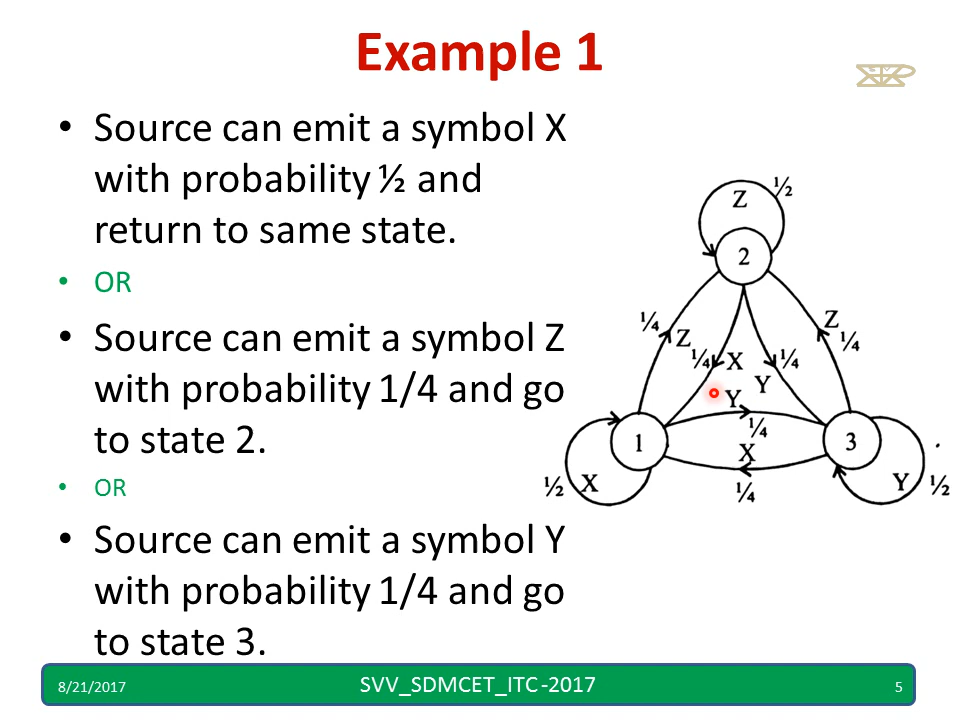 Example 1
• Source can emit a symbol X
with probability ½ and
return to same state.
• OR
• Source can emit a symbol Z
with probability 1/4 and go
to state 2.
• OR
• Source can emit a symbol Y
with probability 1/4 and go
to state 3.
Z ½
2
¼ Z
¼ X
¼ Y
Z ¼
Y
¼
1
3
X
¼
½ X
Y ½
8/21/2017
SVV_SDMCET_ITC -2017
5